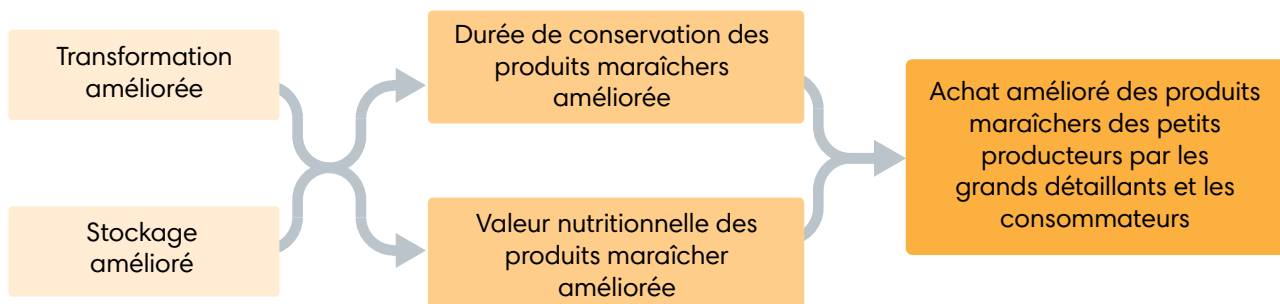 Transformation
améliorée
Stockage
amélioré
Durée de conservation des
produits maraîchers
améliorée
Valeur nutritionnelle des
produits maraîcher
améliorée
Achat amélioré des produits
maraîchers des petits
producteurs par les
grands détaillants et les
consommateurs